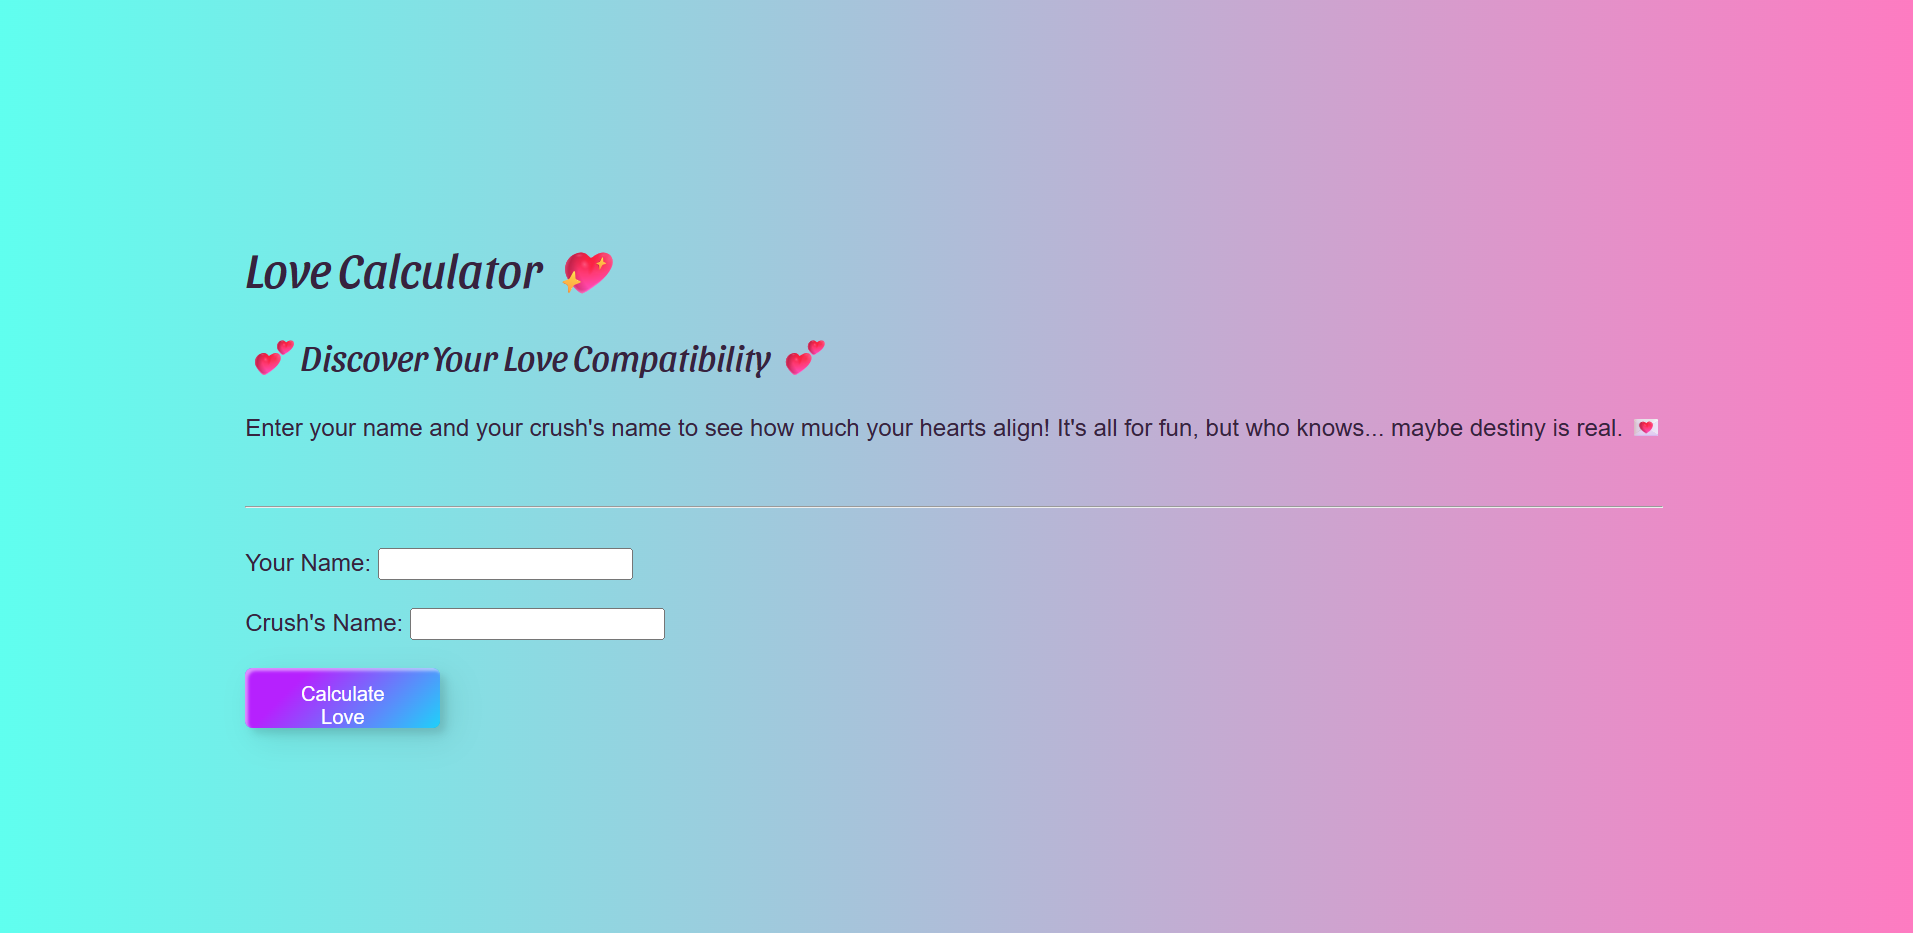 Love Calculator 💖
💕 Discover Your Love Compatibility 💕
Enter your name and your crush's name to see how much your hearts align! It's all for fun, but who knows... maybe destiny is real. 💌
Your Name:
Crush's Name:
Calculate
Love